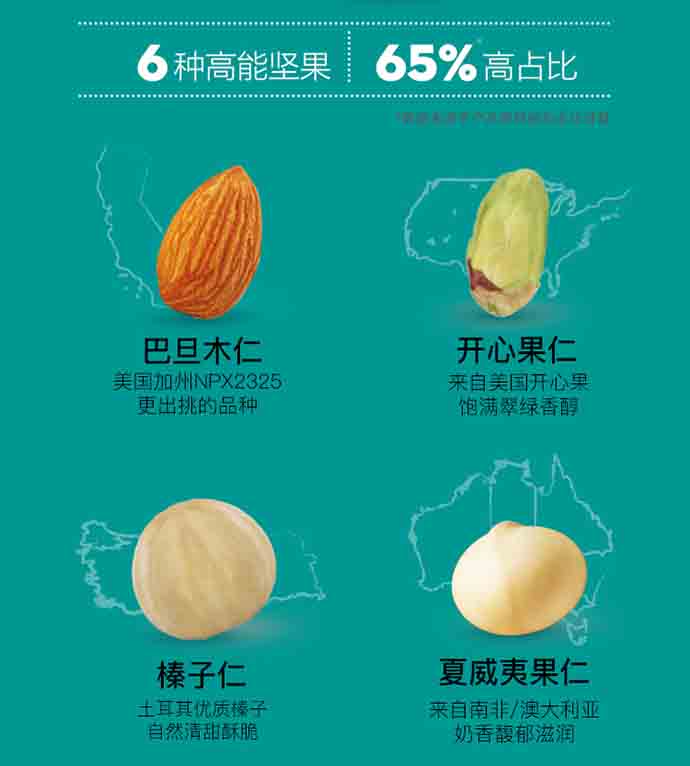 6种高能坚果
65%*高占比
巴旦木仁
美国加州NPX2325
更出挑的品种
开心果仁
来自美国开心果
饱满翠绿香醇
榛子仁
土耳其优质榛子
自然清甜酥脆
夏威夷果仁
来自南非/澳大利亚
奶香馥郁滋润